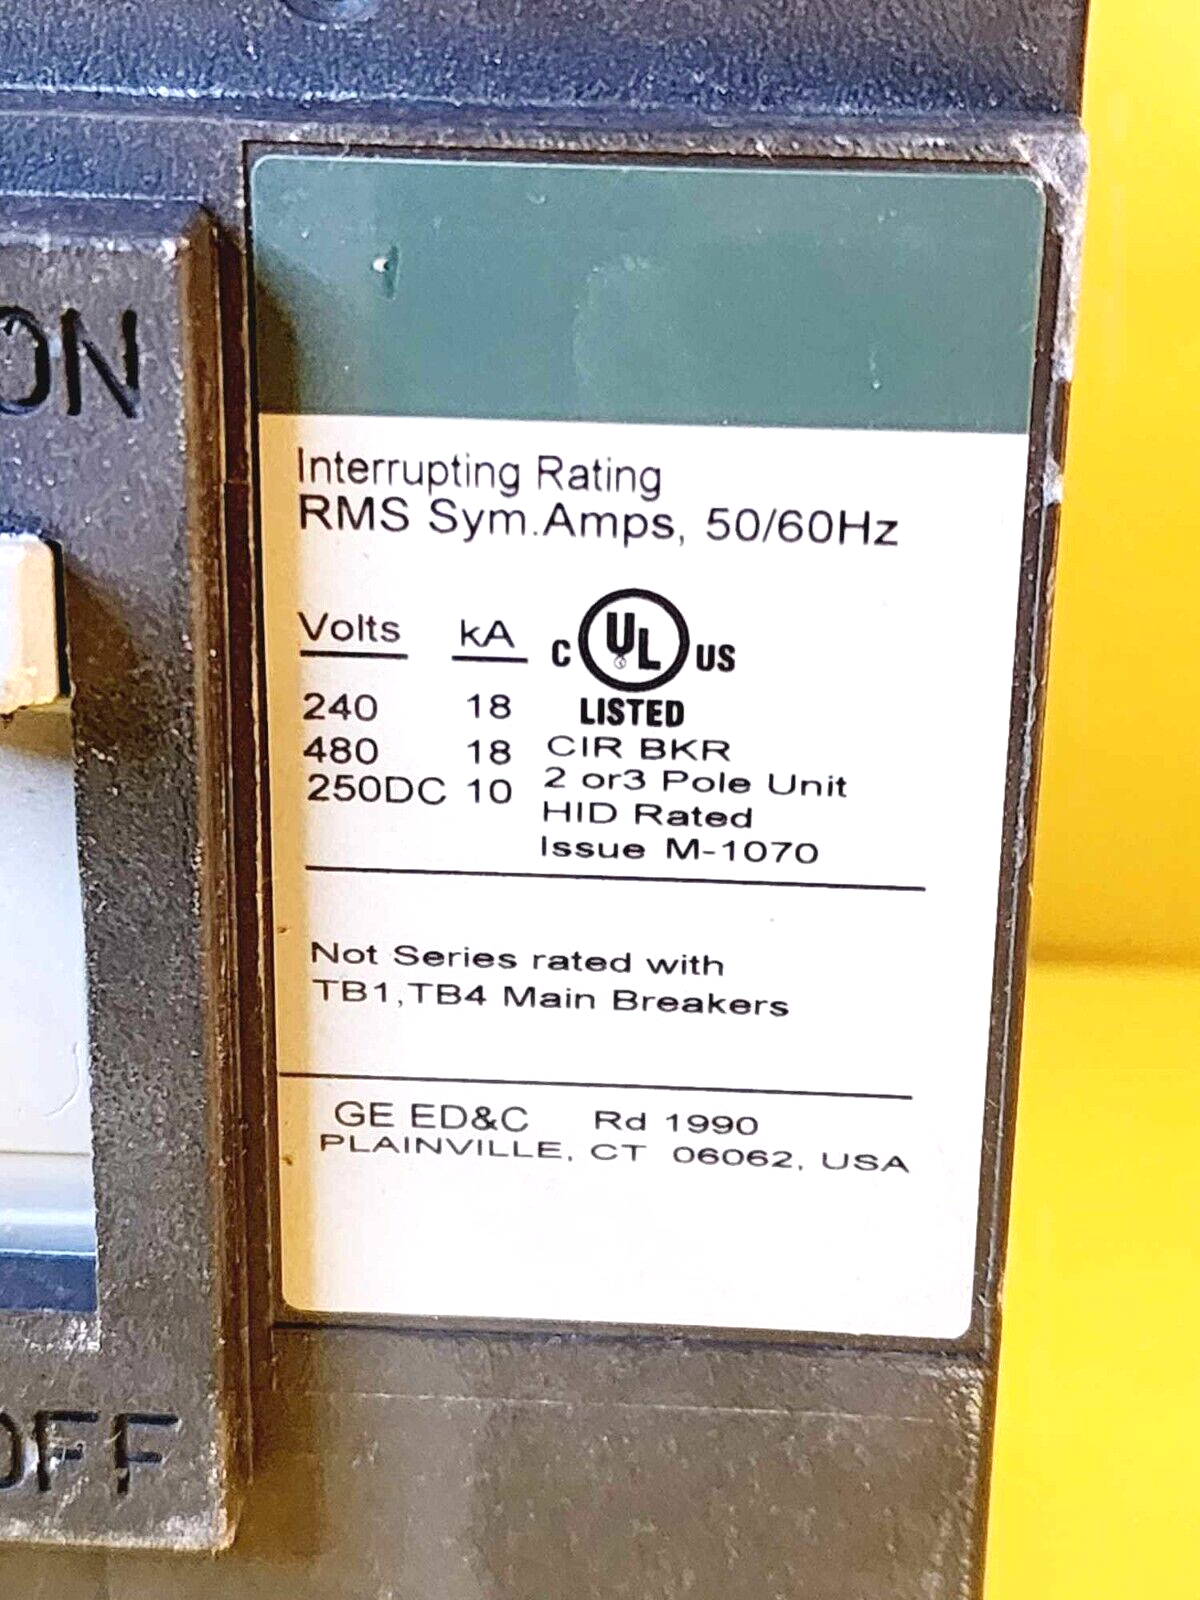 ON
Interrupting Rating
RMS Sym.Amps, 50/60Hz
Volts kA
C UL US
LISTED
240 18
480 18
250DC 10
CIR BKR
2 or3 Pole Unit
HID Rated
Issue M-1070
Not Series rated with
TB1,TB4 Main Breakers
GE ED&C Rd 1990
PLAINVILLE, CT 06062, USA
OFF